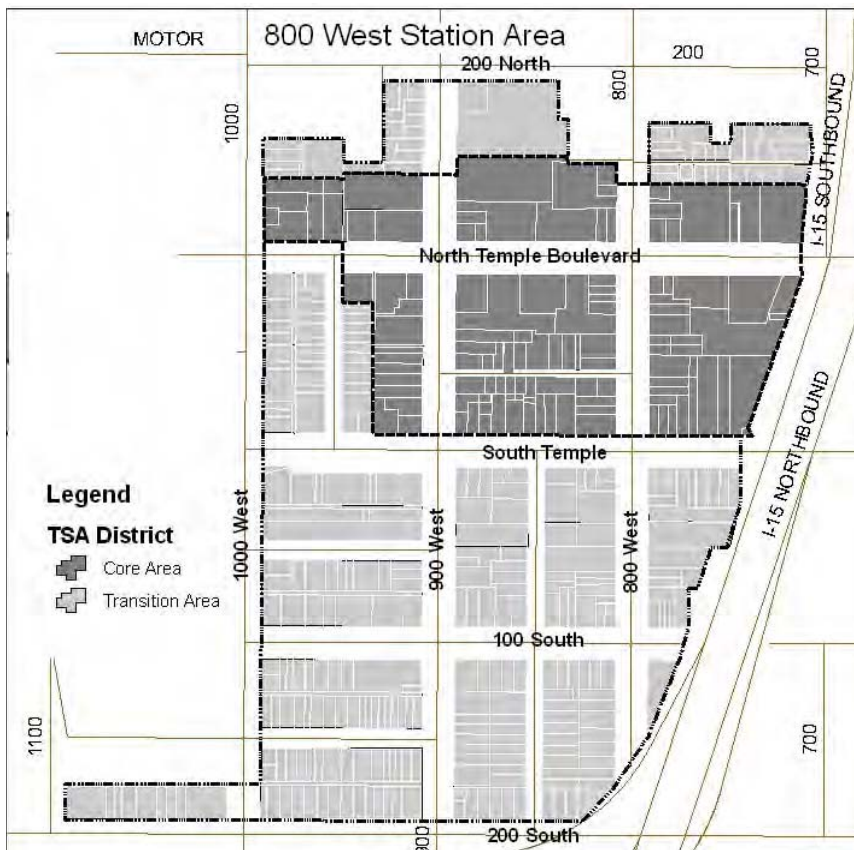 MOTOR
800 West Station Area
200 North
800
200
700
1000
I-15 SOUTHBOUND
North Temple Boulevard
South Temple
I-15 NORTHBOUND
Legend
TSA District
Core Area
Transition Area
1000 West
900 West
800 West
100 South
1100
700
900
200 South